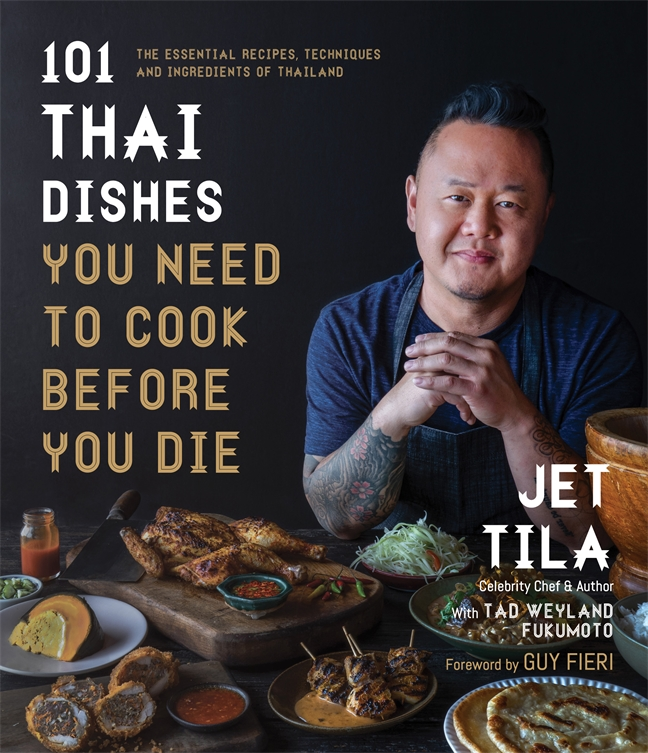 101
THE ESSENTIAL RECIPES, TECHNIQUES
AND INGREDIENTS OF THAILAND
THAI
DISHES
YOU NEED
TO COOK
BEFORE
YOU DIE
JET
TILA
Celebrity Chef & Author
With TAD WEYLAND
FUKUMOTO
Foreword by GUY FIERI